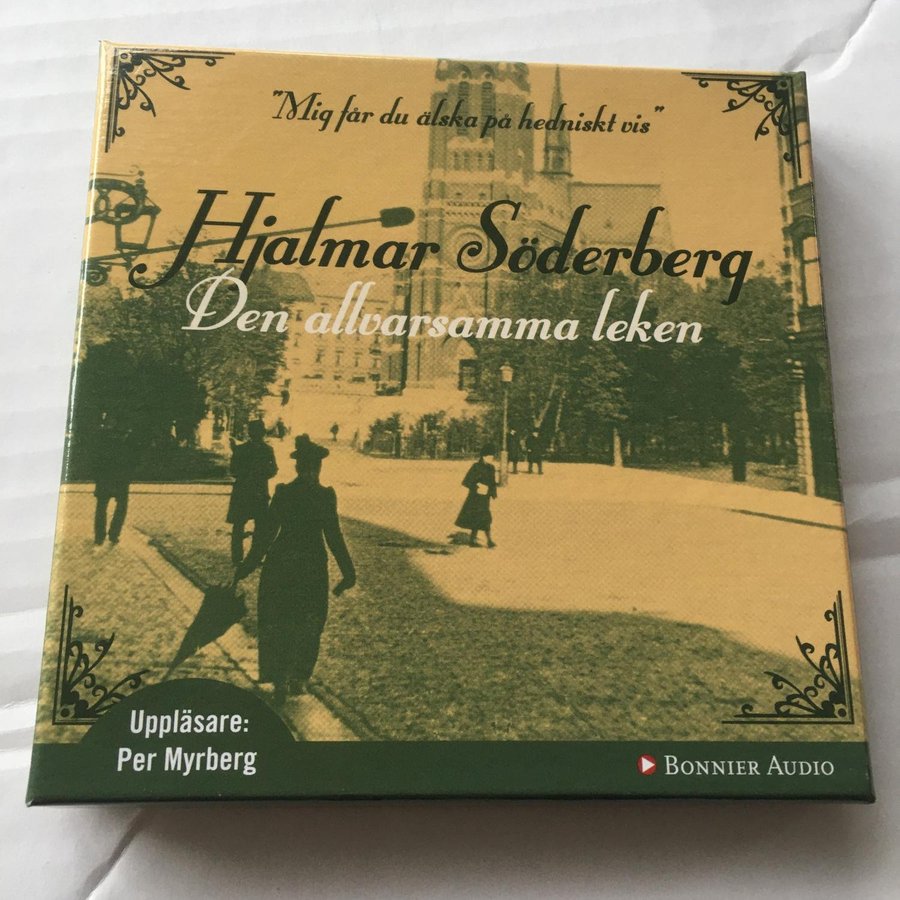 "Mig får du älska på hedniskt vis"
Hjalmar Söderberg
Den allvarsamma leken
Uppläsare:
Per Myrberg
BONNIER AUDIO